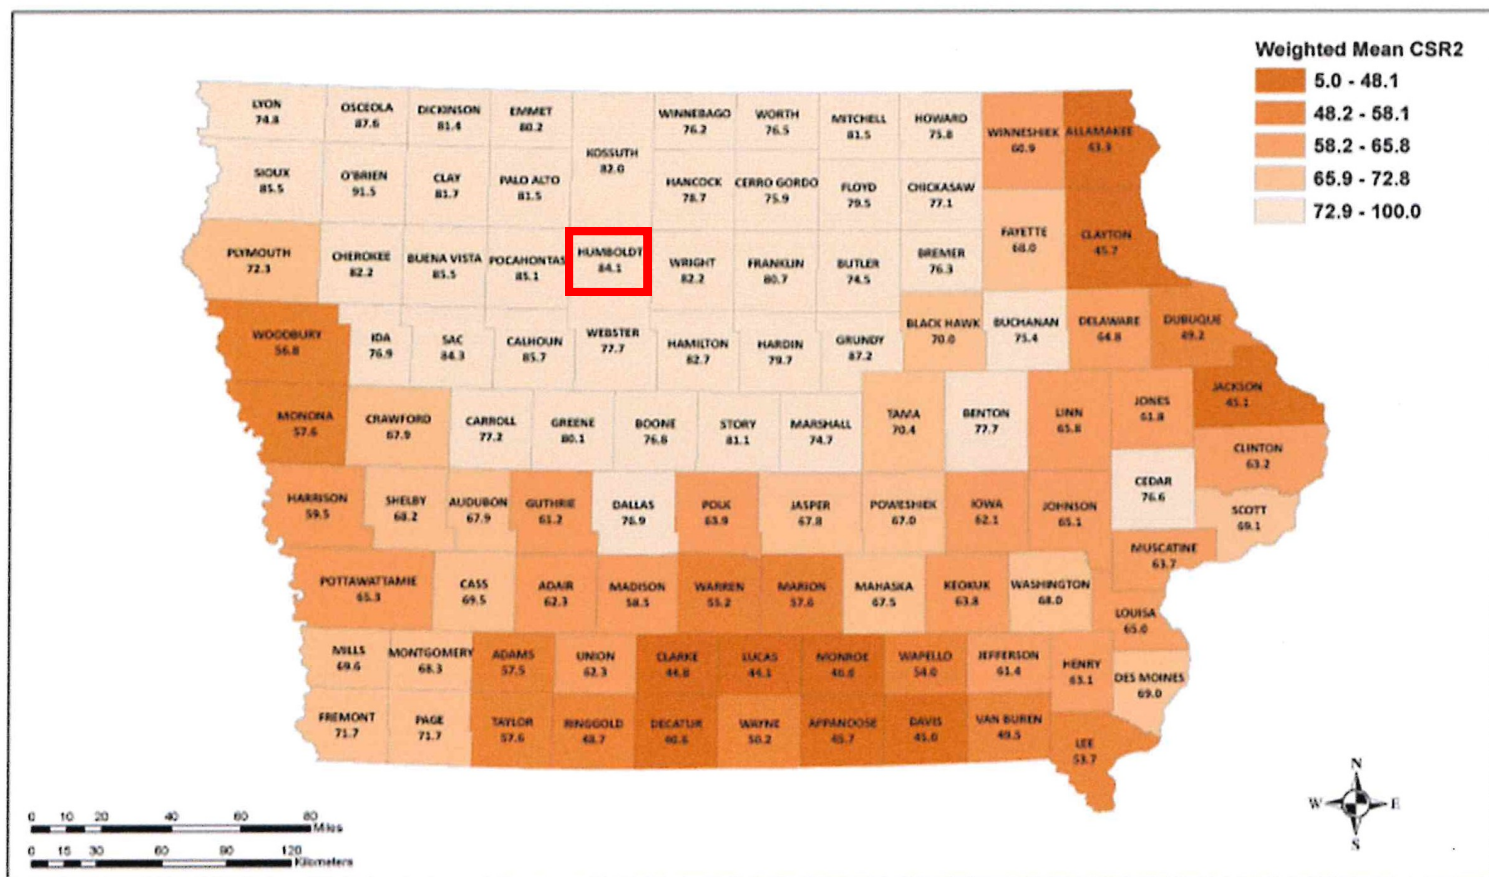 Weighted Mean CSR2
5.0 - 48.1
48.2 - 58.1
58.2 - 65.8
65.9 - 72.8
72.9 - 100.0
LYON
74.8
OSCEOLA
87.6
DICKINSON
81.4
EMMET
80.2
WINNEBAGO
76.2
WORTH
76.5
MITCHELL
81.5
HOWARD
75.8
WINNESHIEK
60.9
ALLAMAKEE
KOSSUTH
82.0
SIOUX
85.5
O'BRIEN
91.5
CLAY
81.7
PALO ALTO
81.5
HANCOCK
78.7
CERRO GORDO
75.9
FLOYD
79.5
CHICKASAW
77.1
FAYETTE
68.0
CLAYTON
45.7
PLYMOUTH
72.3
CHEROKEE
82.2
BUENA VISTA
85.5
POCAHONTAS
85.1
HUMBOLDT
84.1
WRIGHT
82.2
FRANKLIN
80.7
BUTLER
74.5
BREMER
76.3
WOODBURY
56.8
IDA
76.9
SAC
84.3
CALHOUN
85.7
WEBSTER
77.7
HAMILTON
82.7
HARDIN
79.7
GRUNDY
87.2
BLACK HAWK
70.0
BUCHANAN
75.4
DELAWARE
64.8
DUBUQUE
49.2
MONONA
57.6
CRAWFORD
67.9
CARROLL
77.2
GREENE
80.1
BOONE
76.8
STORY
81.1
MARSHALL
74.7
TAMA
70.4
BENTON
77.7
LINN
65.8
JONES
61.8
JACKSON
45.1
CLINTON
63.2
CEDAR
76.6
HARRISON
59.5
SHELBY
68.2
AUDUBON
67.9
GUTHRIE
61.2
DALLAS
76.9
POLK
63.9
JASPER
67.8
POWESHIEK
67.0
IOWA
62.1
JOHNSON
65.1
SCOTT
69.1
MUSCATINE
63.7
POTTAWATTAMIE
65.3
CASS
69.5
ADAIR
62.3
MADISON
58.5
WARREN
55.2
MARION
57.6
MAHASKA
67.5
KEOKUK
63.8
WASHINGTON
68.0
LOUISA
65.0
MILLS
69.6
MONTGOMERY
68.3
ADAMS
57.5
UNION
62.3
CLARKE
44.8
LUCAS
MONROE
WAPELLO
54.0
JEFFERSON
61.4
HENRY
63.1
DES MOINES
69.0
FREMONT
71.7
PAGE
71.7
TAYLOR
57.6
RINGGOLD
48.7
DECATUR
40.6
WAYNE
50.2
APPANOOSE
45.7
DAVIS
45.0
VAN BUREN
49.5
LEE
53.7
N
W E
S
0 10 20 40 60 80
Miles
0 15 30 60 90 120
Kilometers